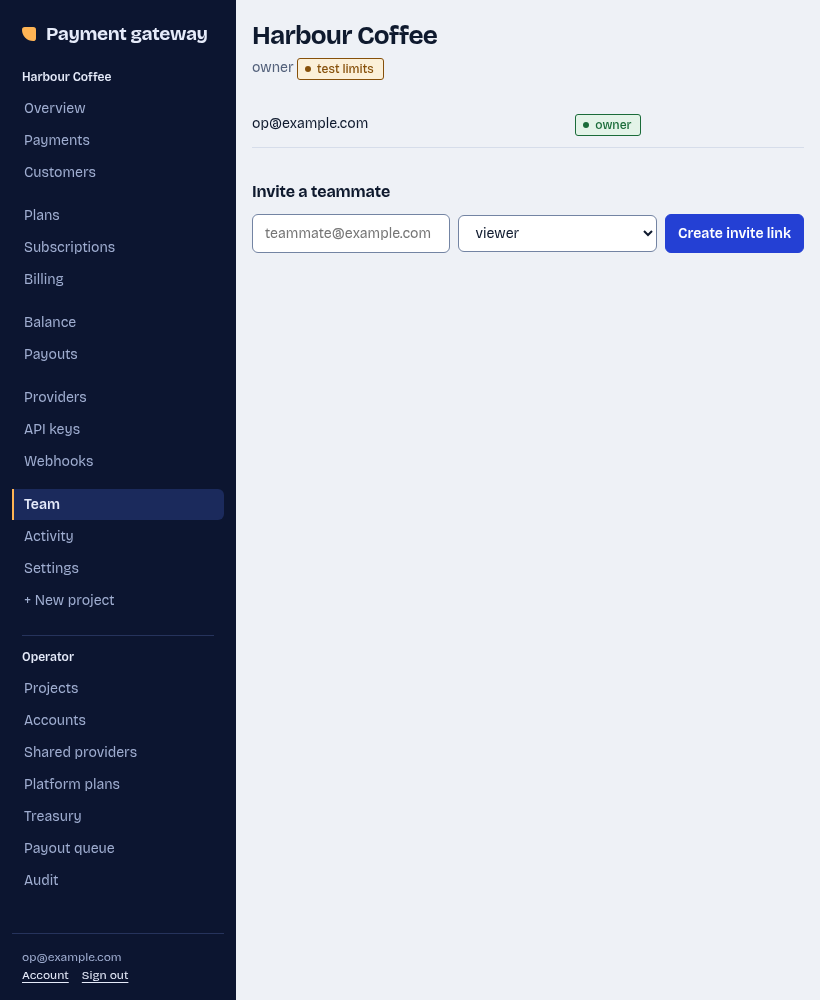 Payment gateway
Harbour Coffee
Overview
Payments
Customers
Plans
Subscriptions
Billing
Balance
Payouts
Providers
API keys
Webhooks
Team
Activity
Settings
+ New project
Operator
Projects
Accounts
Shared providers
Platform plans
Treasury
Payout queue
Audit
op@example.com
Account Sign out
Harbour Coffee
owner test limits
op@example.com owner
Invite a teammate
teammate@example.com viewer Create invite link